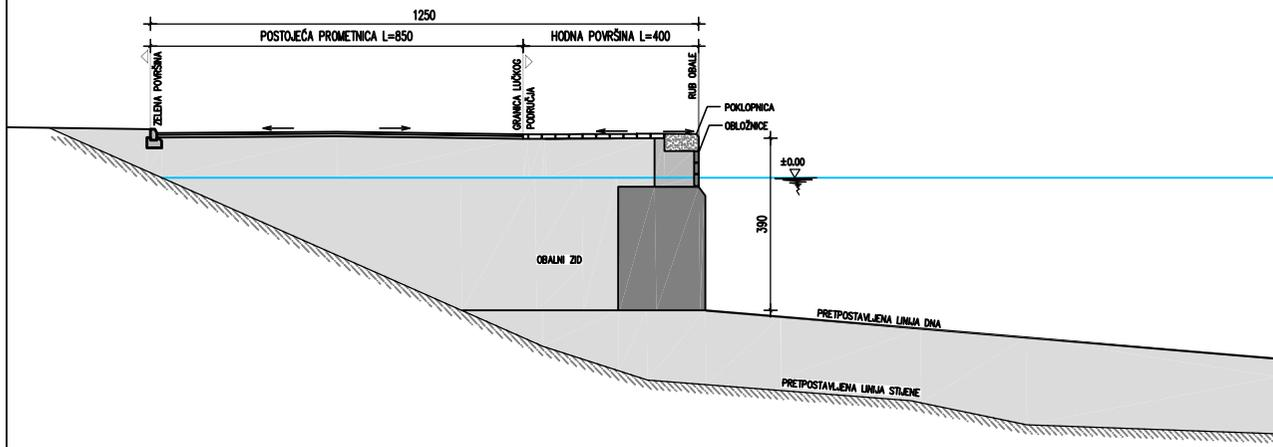 1250
POSTOJEĆA PROMETNICA L=850
HODNA POVRŠINA L=400
ZELENA POVRŠINA
GRANICA LUČKOG
PODRUČJA
RUB OBALE
POKLOPNICA
OBLOŽNICE
±0.00
390
OBALNI ZID
PRETPOSTAVLJENA LINIJA DNA
PRETPOSTAVLJENA LINIJA STIJENE